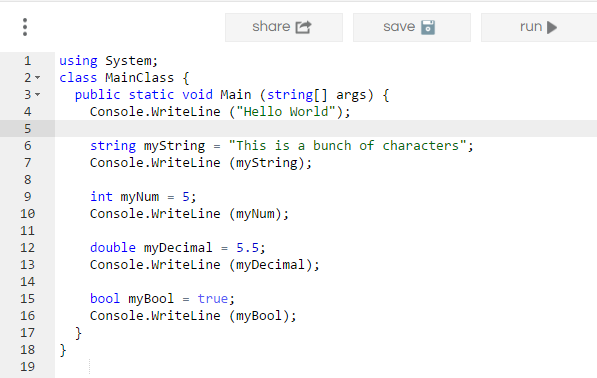 share save run
1 using System;
2 class MainClass {
3 public static void Main (string[] args) {
4 Console.WriteLine ("Hello World");
5
6 string myString = "This is a bunch of characters";
7 Console.WriteLine (myString);
8
9 int myNum = 5;
10 Console.WriteLine (myNum);
11
12 double myDecimal = 5.5;
13 Console.WriteLine (myDecimal);
14
15 bool myBool = true;
16 Console.WriteLine (myBool);
17 }
18 }
19